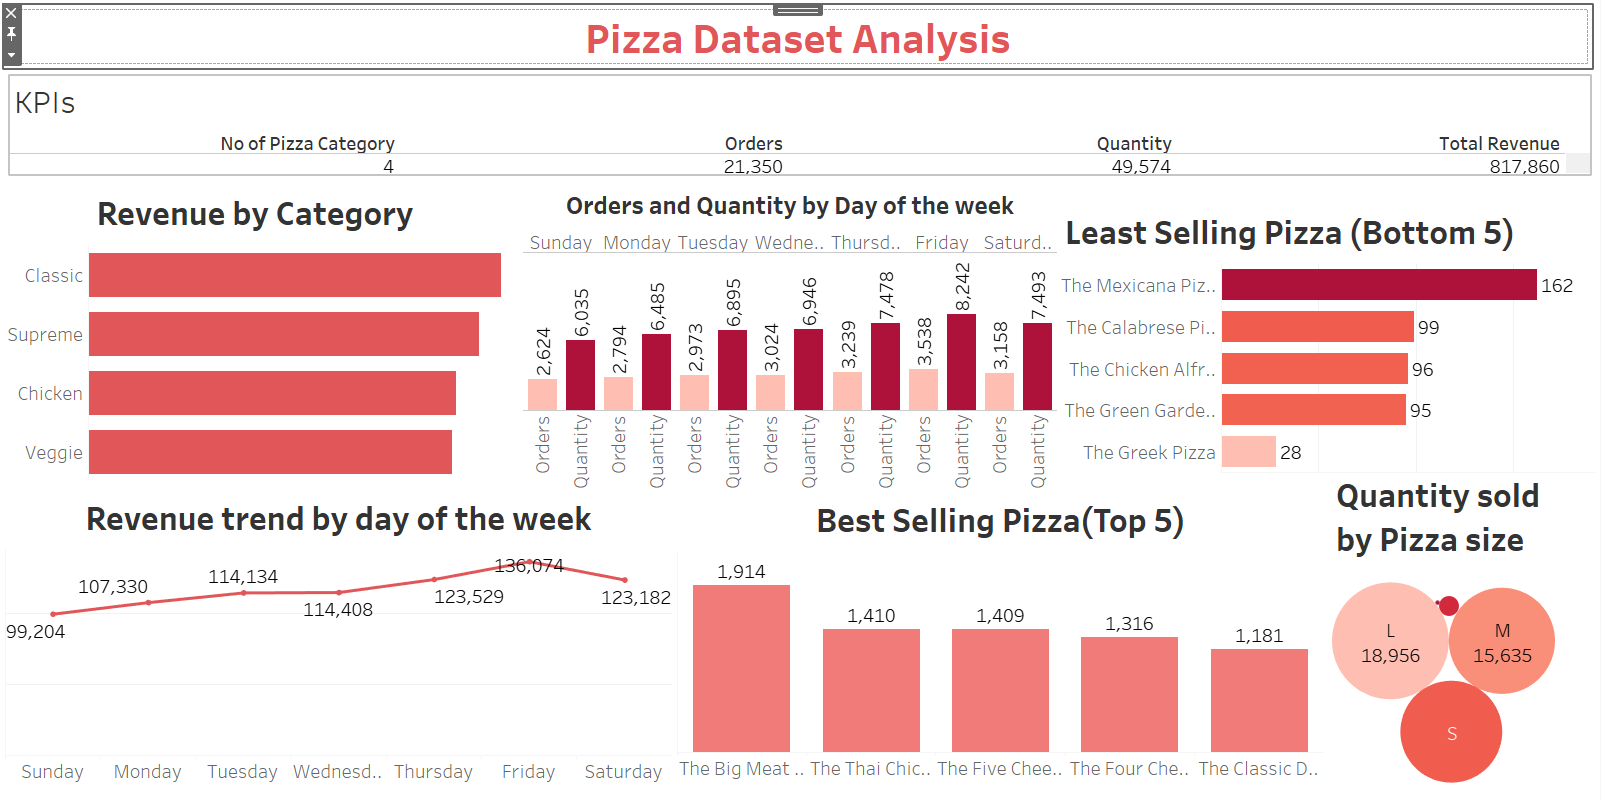 Pizza Dataset Analysis
KPIs
No of Pizza Category Orders Quantity Total Revenue
4 21,350 49,574 817,860
Revenue by Category
Classic
Supreme
Chicken
Veggie
Orders and Quantity by Day of the week
Sunday Monday Tuesday Wedne.. Thursd.. Friday Saturd..
2,624 6,035 2,794 6,485 2,973 6,895 3,024 6,946 3,239 7,478 3,538 8,242 3,158 7,493
Orders Quantity Orders Quantity Orders Quantity Orders Quantity Orders Quantity Orders Quantity Orders Quantity
Least Selling Pizza (Bottom 5)
The Mexicana Piz.. 162
The Calabrese Pi.. 99
The Chicken Alfr.. 96
The Green Garde.. 95
The Greek Pizza 28
Revenue trend by day of the week
99,204 107,330 114,134 114,408 123,529 136,074 123,182
Sunday Monday Tuesday Wednesd.. Thursday Friday Saturday
Best Selling Pizza(Top 5)
1,914 1,410 1,409 1,316 1,181
The Big Meat .. The Thai Chic.. The Five Chee.. The Four Che.. The Classic D..
Quantity sold
by Pizza size
L
18,956
M
15,635
S